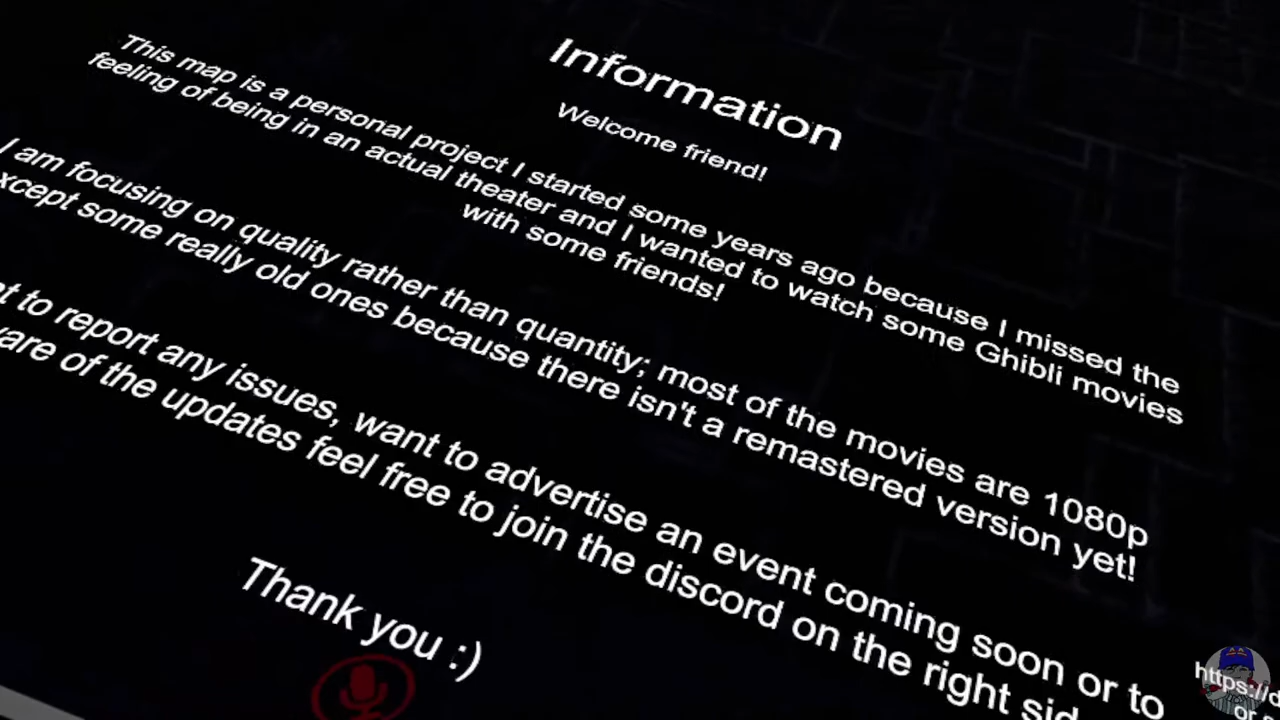 Information
Welcome friend!
This map is a personal project I started some years ago because I missed the
feeling of being in an actual theater and I wanted to watch some Ghibli movies
with some friends!
I am focusing on quality rather than quantity; most of the movies are 1080p
xcept some really old ones because there isn't a remastered version yet!
to report any issues, want to advertise an event coming soon or to
of the updates feel free to join the discord on the right sid
Thank you :)
https://d
or